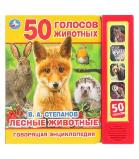 50 ГОЛОСОВ
ЖИВОТНЫХ
В. А. СТЕПАНОВ
ЛЕСНЫЕ ЖИВОТНЫЕ
ГОВОРЯЩАЯ ЭНЦИКЛОПЕДИЯ
50